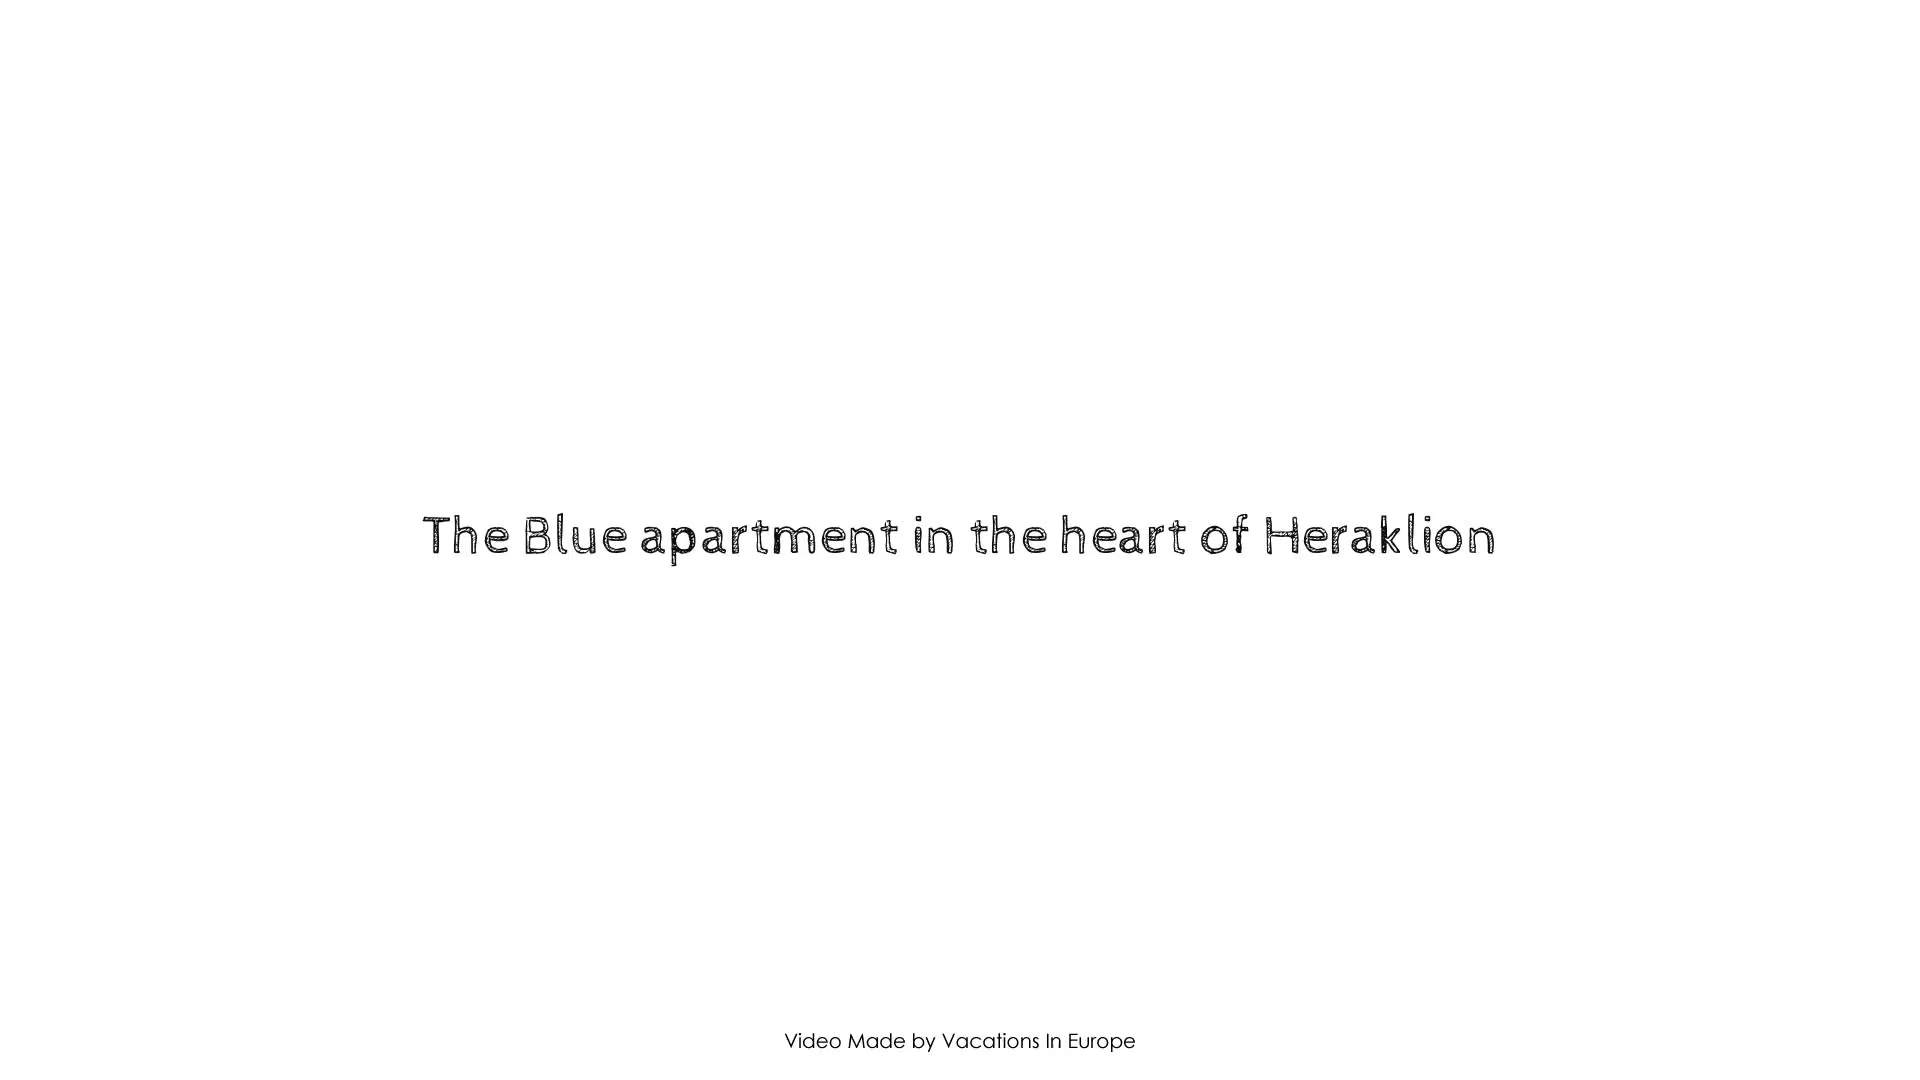 The Blue apartment in the heart of Heraklion
Video Made by Vacations In Europe